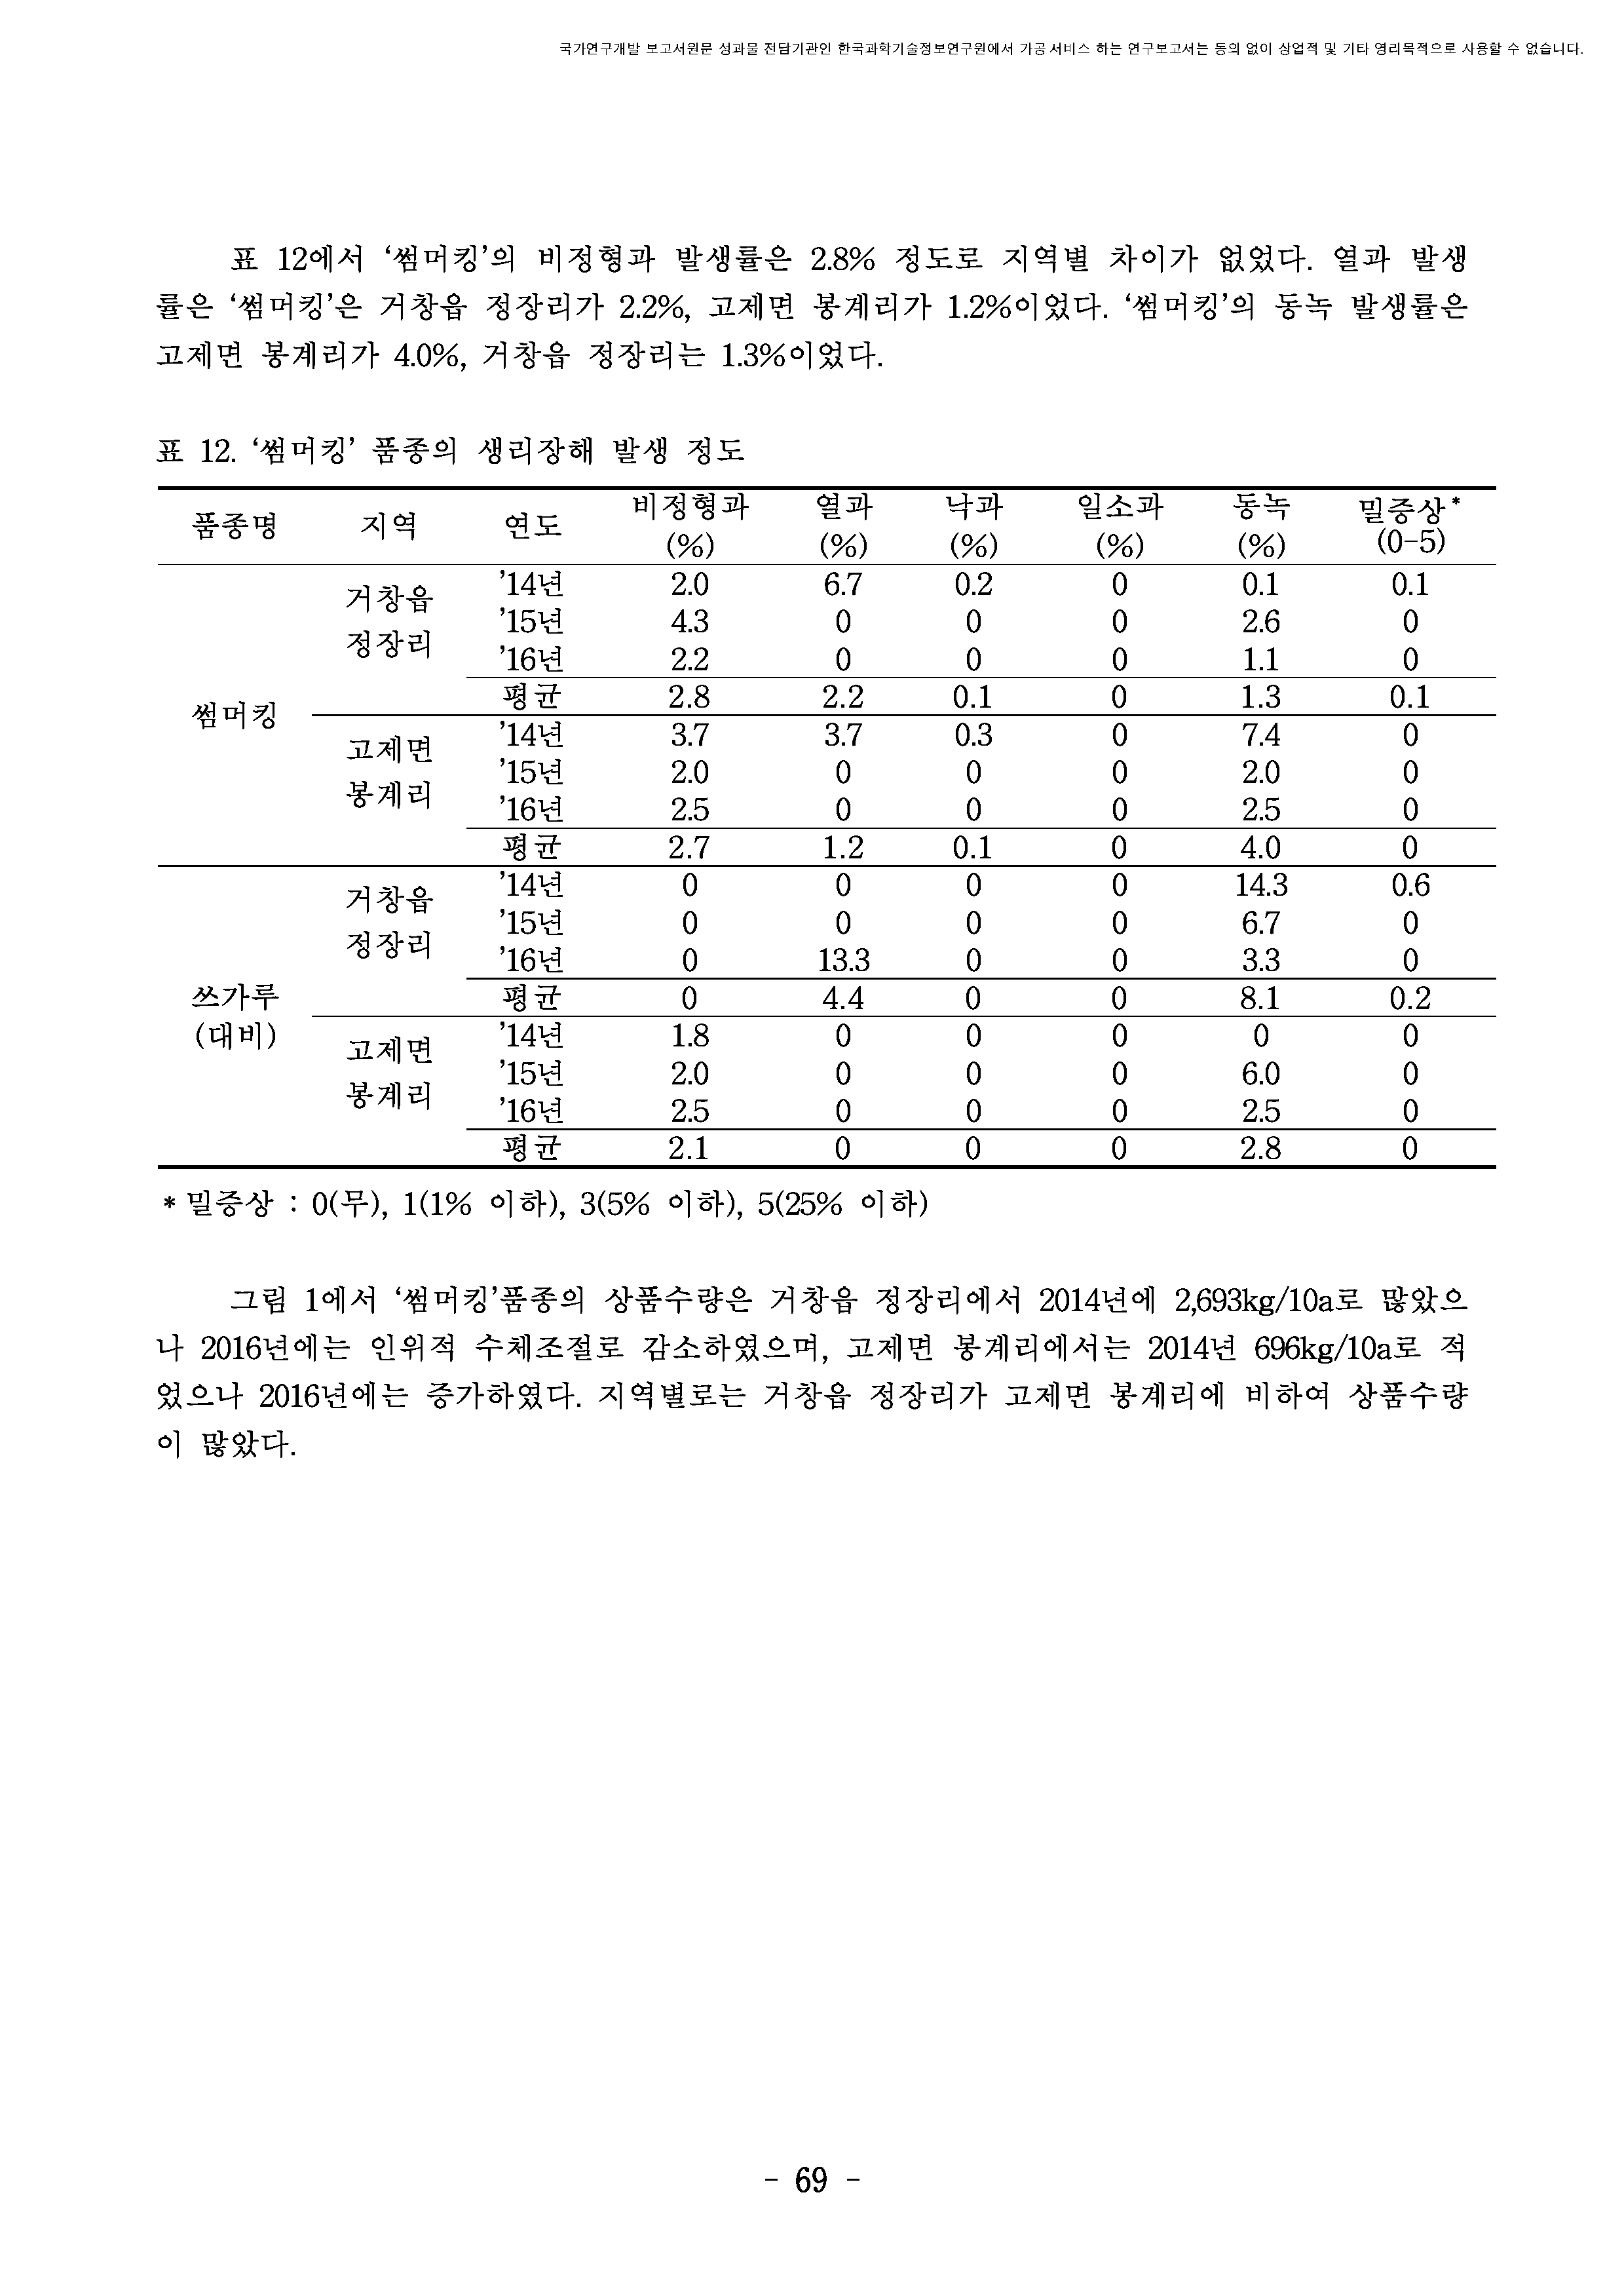 국가연구개발 보고서원문 성과물 전담기관인 한국과학기술정보연구원에서 가공·서비스 하는 연구보고서는 동의 없이 상업적 및 기타 영리목적으로 사용할 수 없습니다.
표 12에서 ‘썸머킹’의 비정형과 발생률은 2.8% 정도로 지역별 차이가 없었다. 열과 발생
률은 ‘썸머킹’은 거창읍 정장리가 2.2%, 고제면 봉계리가 1.2%이었다. ‘썸머킹’의 동녹 발생률은
고제면 봉계리가 4.0%, 거창읍 정장리는 1.3%이었다.
표 12. ‘썸머킹’ 품종의 생리장해 발생 정도
품종명 지역 연도 비정형과 (%) 열과 (%) 낙과 (%) 일소과 (%) 동녹 (%) 밀증상* (0-5)
썸머킹 거창읍 정장리 ’14년 2.0 6.7 0.2 0 0.1 0.1
’15년 4.3 0 0 0 2.6 0
’16년 2.2 0 0 0 1.1 0
평균 2.8 2.2 0.1 0 1.3 0.1
고제면 봉계리 ’14년 3.7 3.7 0.3 0 7.4 0
’15년 2.0 0 0 0 2.0 0
’16년 2.5 0 0 0 2.5 0
평균 2.7 1.2 0.1 0 4.0 0
쓰가루 (대비) 거창읍 정장리 ’14년 0 0 0 0 14.3 0.6
’15년 0 0 0 0 6.7 0
’16년 0 13.3 0 0 3.3 0
평균 0 4.4 0 0 8.1 0.2
고제면 봉계리 ’14년 1.8 0 0 0 0 0
’15년 2.0 0 0 0 6.0 0
’16년 2.5 0 0 0 2.5 0
평균 2.1 0 0 0 2.8 0
* 밀증상 : 0(무), 1(1% 이하), 3(5% 이하), 5(25% 이하)
그림 1에서 ‘썸머킹’품종의 상품수량은 거창읍 정장리에서 2014년에 2,693kg/10a로 많았으
나 2016년에는 인위적 수체조절로 감소하였으며, 고제면 봉계리에서는 2014년 696kg/10a로 적
었으나 2016년에는 증가하였다. 지역별로는 거창읍 정장리가 고제면 봉계리에 비하여 상품수량
이 많았다.
- 69 -